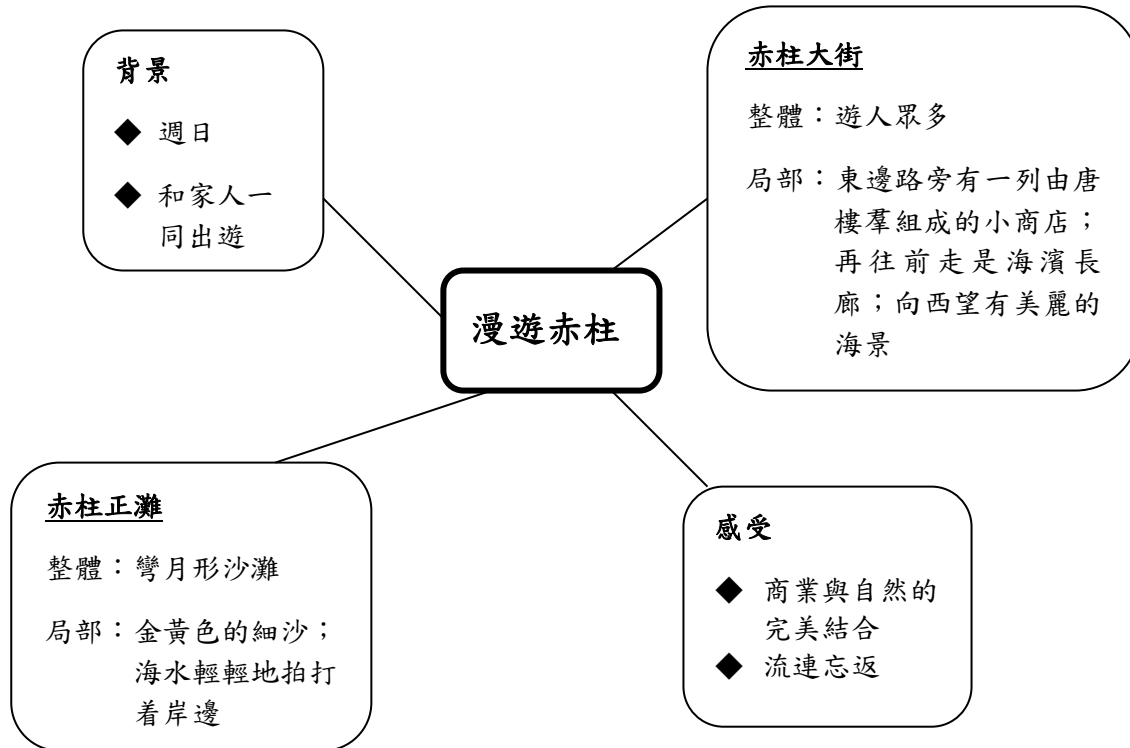 背景
◆ 週日
◆ 和家人一
同出遊
赤柱大街
整體：遊人眾多
局部：東邊路旁有一列由唐
樓羣組成的小商店；
再往前走是海濱長
廊；向西望有美麗的
海景
漫遊赤柱
赤柱正灘
整體：彎月形沙灘
局部：金黃色的細沙；
海水輕輕地拍打
着岸邊
感受
◆ 商業與自然的
完美結合
◆ 流連忘返